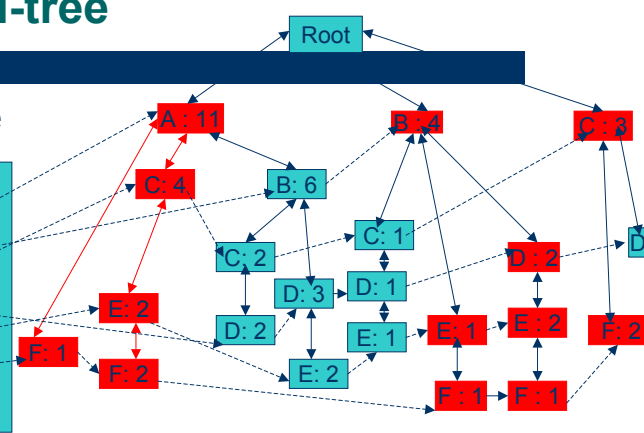 l-tree
Root
A : 11
B : 4
C : 3
C: 4
B: 6
C: 2
C: 1
D: 2
D
D: 3
D: 1
E: 2
D: 2
E: 1
E: 1
E : 2
F: 2
F: 1
F: 2
E: 2
F : 1
F : 1